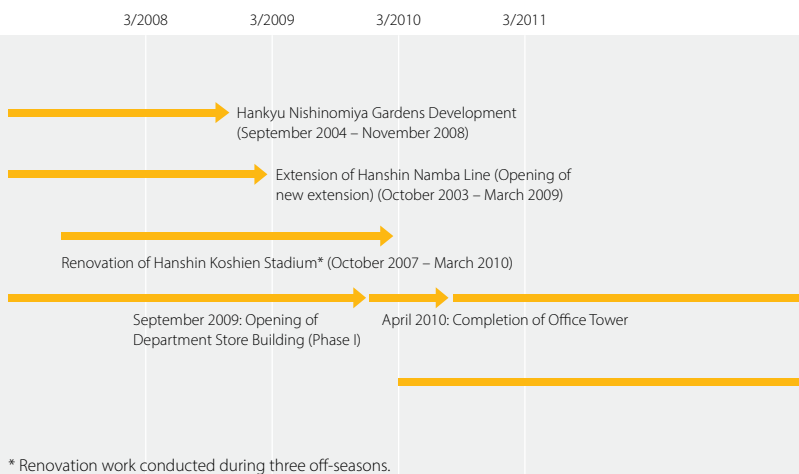 3/2008 3/2009 3/2010 3/2011
Hankyu Nishinomiya Gardens Development
(September 2004 – November 2008)
Extension of Hanshin Namba Line (Opening of
new extension) (October 2003 – March 2009)
Renovation of Hanshin Koshien Stadium* (October 2007 – March 2010)
September 2009: Opening of
Department Store Building (Phase I)
April 2010: Completion of Office Tower
* Renovation work conducted during three off-seasons.